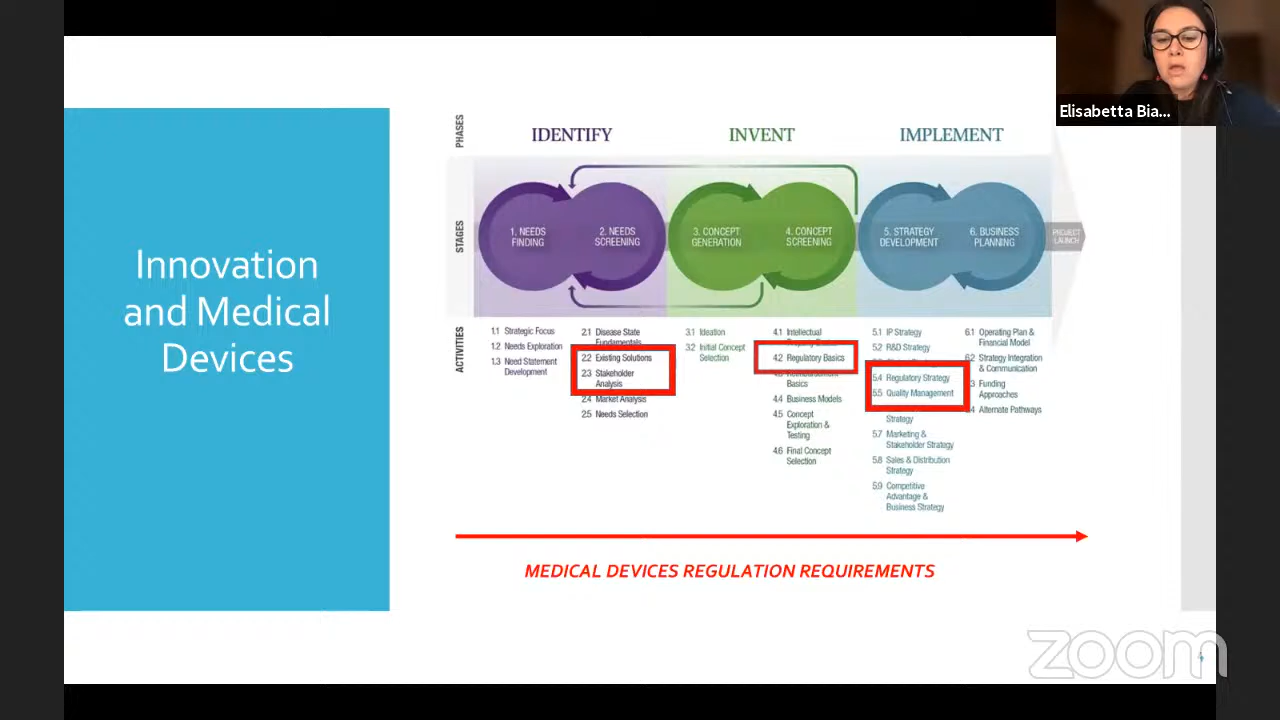 Elisabetta Bia...
Innovation
and Medical
Devices
PHASES
IDENTIFY
INVENT
IMPLEMENT
STAGES
1. NEEDS
FINDING
2. NEEDS
SCREENING
3. CONCEPT
GENERATION
4. CONCEPT
SCREENING
5. STRATEGY
DEVELOPMENT
6. BUSINESS
PLANNING
PROJECT
LAUNCH
ACTIVITIES
1.1 Strategic Focus
1.2 Needs Exploration
1.3 Need Statement
Development
2.1 Disease State
Fundamentals
2.2 Existing Solutions
2.3 Stakeholder
Analysis
2.4 Market Analysis
2.5 Needs Selection
3.1 Ideation
3.2 Initial Concept
Selection
4.1 Intellectual
4.2 Regulatory Basics
Reimbursement
Basics
4.4 Business Models
4.5 Concept
Exploration &
Testing
4.6 Final Concept
Selection
5.1 IP Strategy
5.2 R&D Strategy
5.4 Regulatory Strategy
5.5 Quality Management
Strategy
5.7 Marketing &
Stakeholder Strategy
5.8 Sales & Distribution
Strategy
5.9 Competitive
Advantage &
Business Strategy
6.1 Operating Plan &
Financial Model
6.2 Strategy Integration
& Communication
3 Funding
Approaches
4 Alternate Pathways
MEDICAL DEVICES REGULATION REQUIREMENTS
zoom